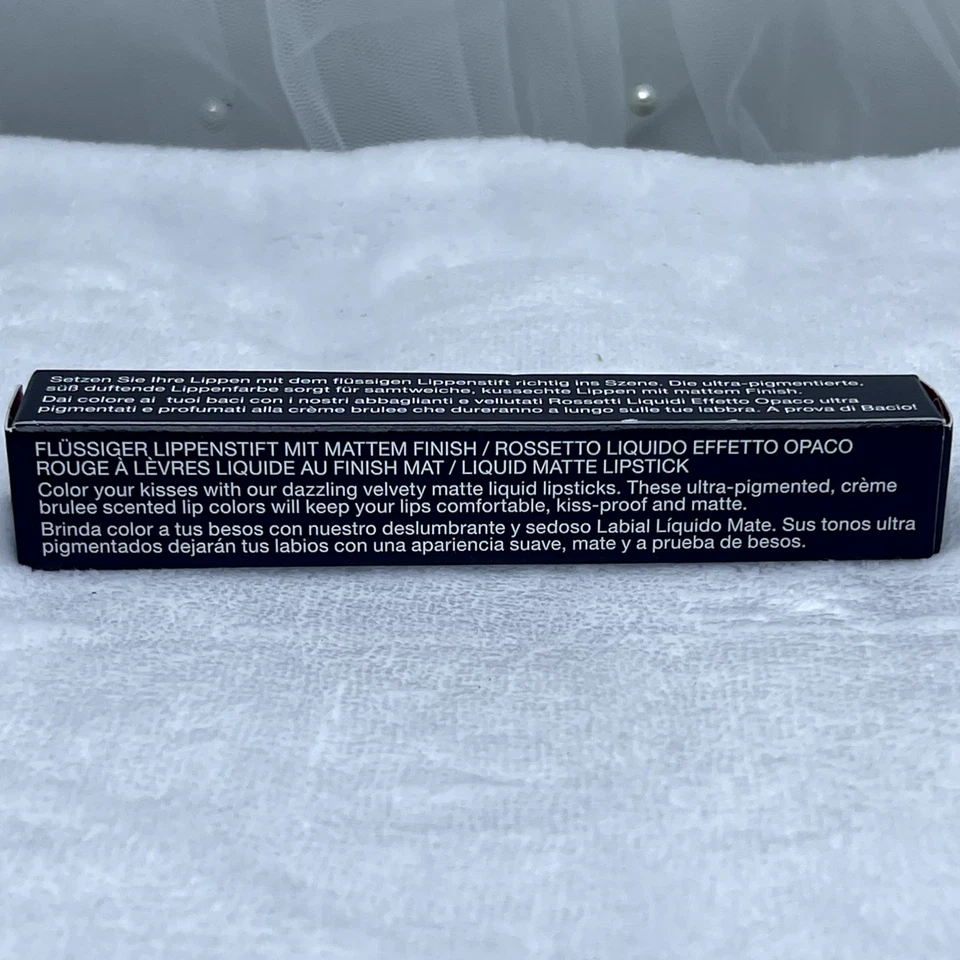 Setzen Sie Ihre Lippen mit dem flüssigen Lippenstift richtig ins Szene. Die ultra-pigmentierte,
süß duftende Lippenfarbe sorgt für samtweiche, kussechte Lippen mit mattem Finish.
Dai colore ai tuoi baci con i nostri abbaglianti e vellutati Rossetti Liquidi Effetto Opaco ultra
pigmentati e profumati alla crème brulee che dureranno a lungo sulle tue labbra. A prova di Bacio!
FLÜSSIGER LIPPENSTIFT MIT MATTEM FINISH / ROSSETTO LIQUIDO EFFETTO OPACO
ROUGE À LÈVRES LIQUIDE AU FINISH MAT / LIQUID MATTE LIPSTICK
Color your kisses with our dazzling velvety matte liquid lipsticks. These ultra-pigmented, crème
brulee scented lip colors will keep your lips comfortable, kiss-proof and matte.
Brinda color a tus besos con nuestro deslumbrante y sedoso Labial Líquido Mate. Sus tonos ultra
pigmentados dejarán tus labios con una apariencia suave, mate y a prueba de besos.